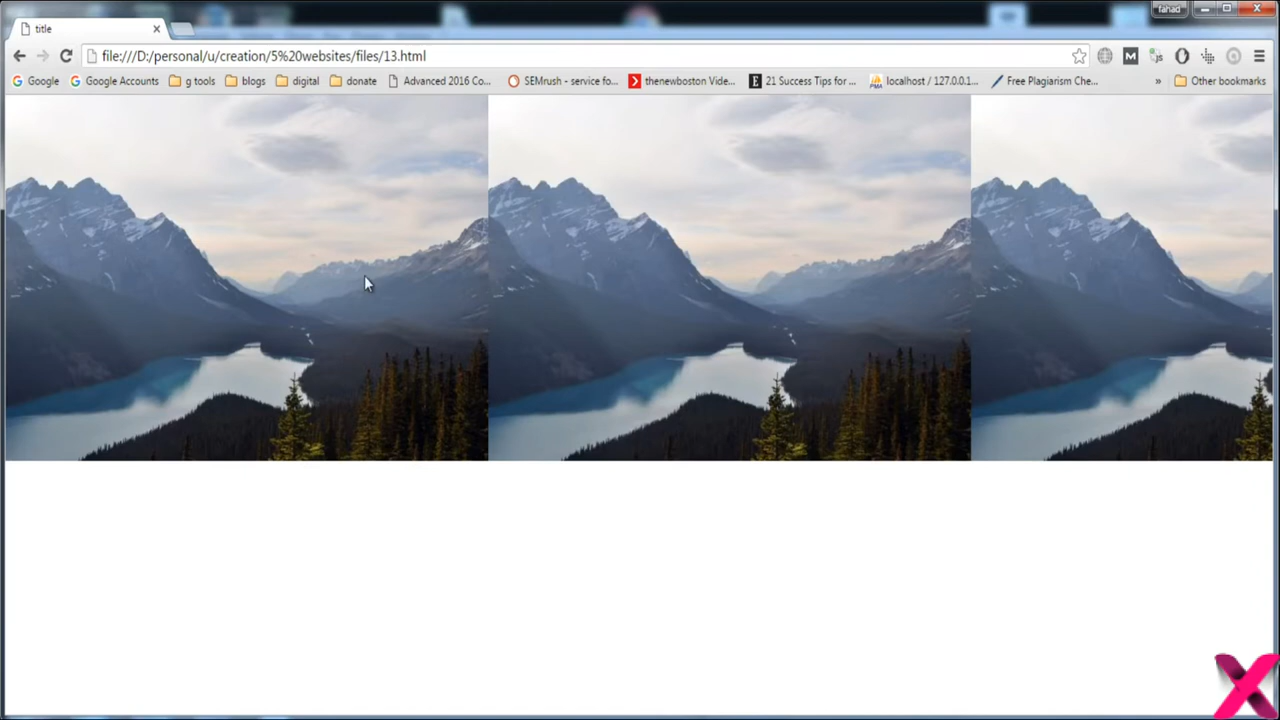 fahad
title
file:///D:/personal/u/creation/5%20websites/files/13.html
M js
Google Google Accounts g tools blogs digital donate Advanced 2016 Co... SEMrush - service fo... thenewboston Vide... E 21 Success Tips for ... PMA localhost / 127.0.0.1... Free Plagiarism Che... » Other bookmarks
X